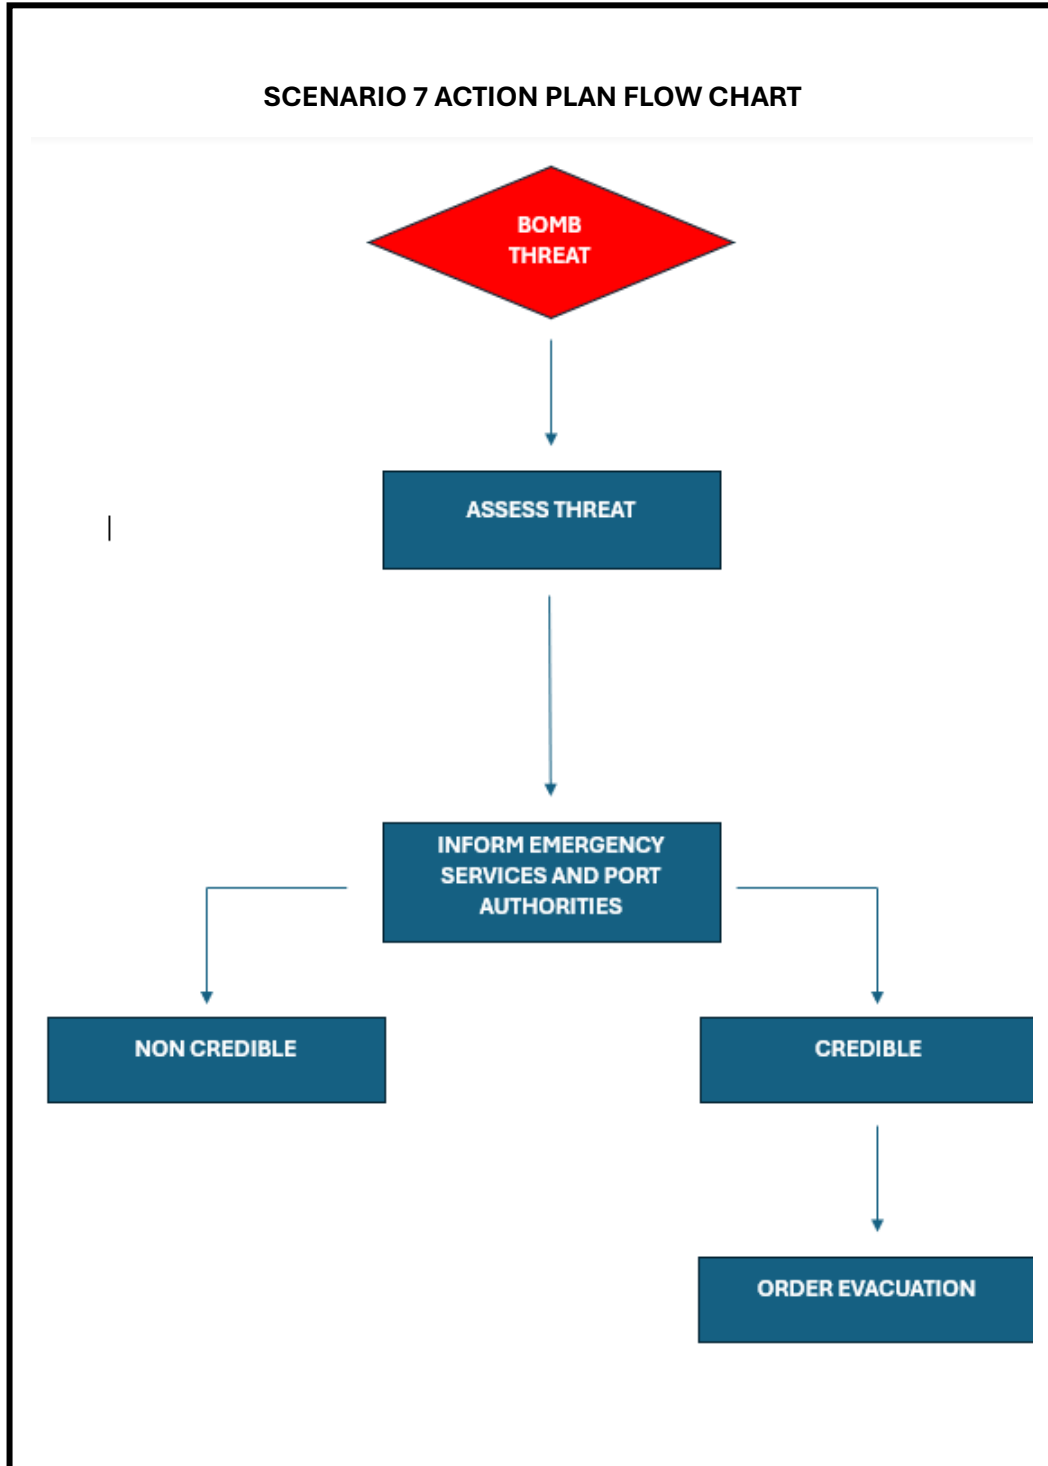 SCENARIO 7 ACTION PLAN FLOW CHART
BOMB
THREAT
ASSESS THREAT
INFORM EMERGENCY
SERVICES AND PORT
AUTHORITIES
NON CREDIBLE
CREDIBLE
ORDER EVACUATION